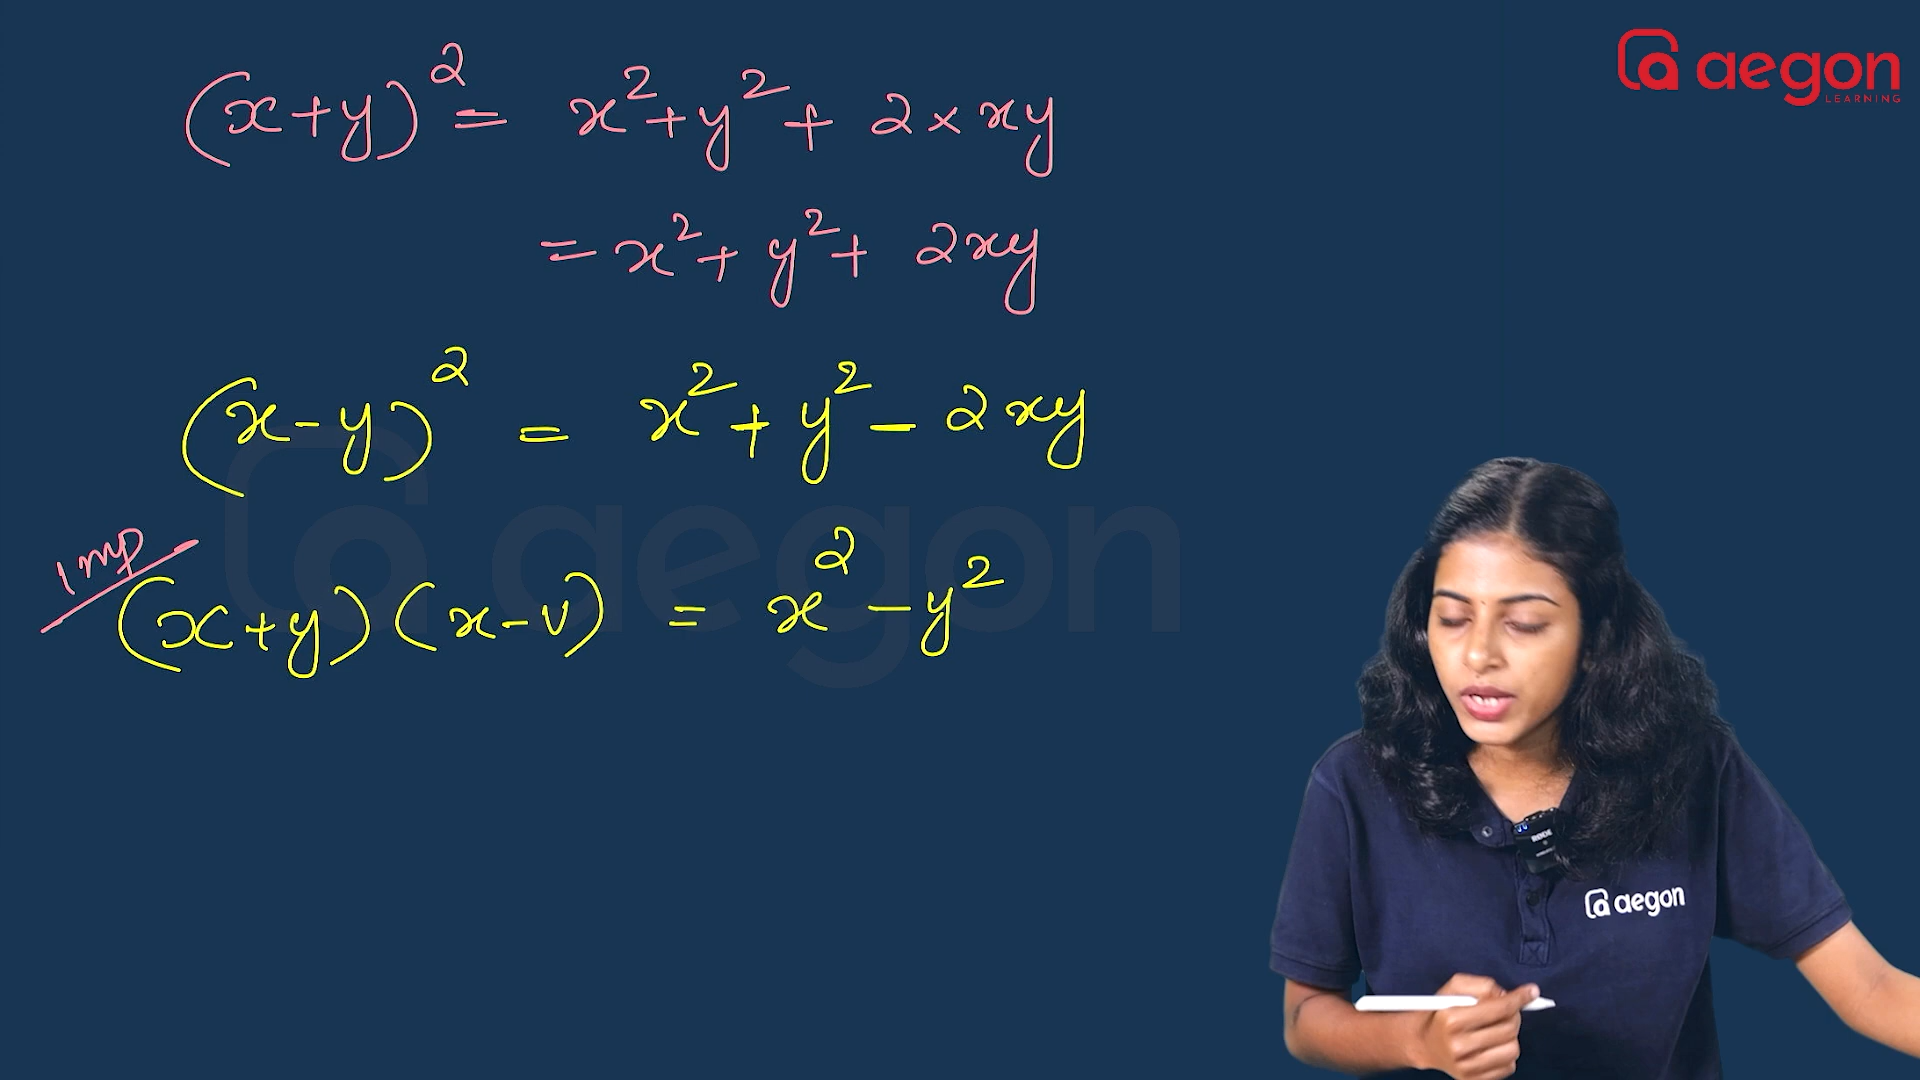 aegon
LEARNING
(x+y)² = x²+y²+ 2×xy
= x²+ y²+ 2xy
(x-y)² = x²+ y²- 2xy
imp
(x+y)(x-v) = x²-y²
aegon
RODE
aegon